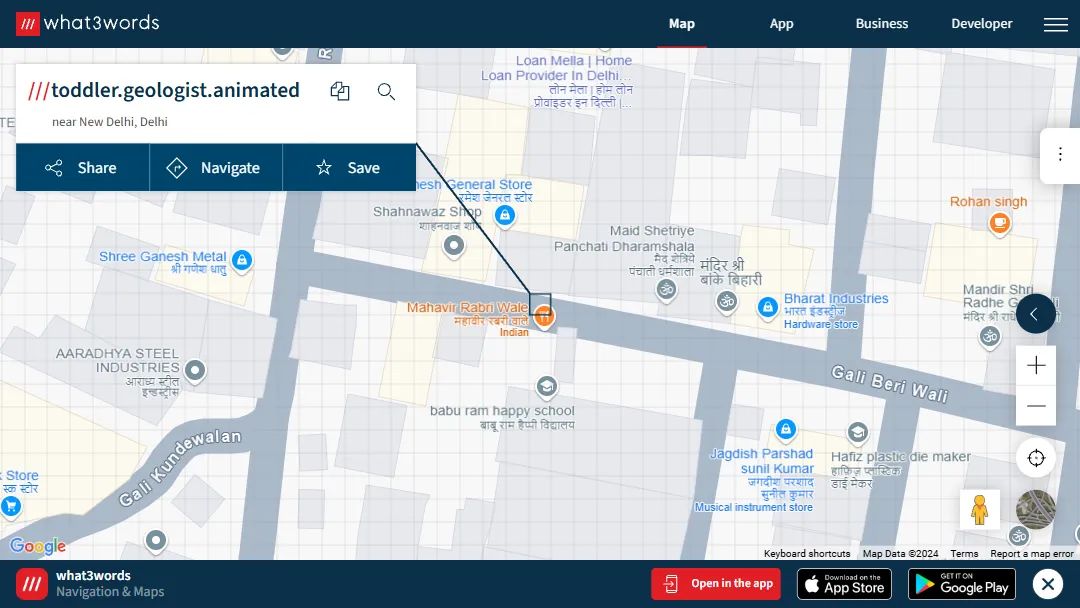 what3words
Map
App
Business
Developer
///toddler.geologist.animated
near New Delhi, Delhi
Share
Navigate
Save
Loan Mella | Home
Loan Provider In Delhi...
लोन मेला | होम लोन
प्रोवाइडर इन दिल्ली |...
esh General Store
रमेश जेनरल स्टोर
Shahnawaz Shop
शाहनवाज शॉप
Rohan singh
Maid Shetriye
Panchati Dharamshala
मैद शेत्रिये
पंचाती धर्मशाला
मंदिर श्री
बांके बिहारी
Shree Ganesh Metal
श्री गणेश धातु
Bharat Industries
भारत इंडस्ट्रीज
Hardware store
Mandir Shri
Radhe G
मंदिर श्री राधे
Mahavir Rabri Wale
महावीर रबरी वाले
Indian
AARADHYA STEEL
INDUSTRIES
आराध्य स्टील
इन्डस्ट्रीस
Gali Beri Wali
babu ram happy school
बाबू राम हैप्पी विद्यालय
Gali Kundewalan
Jagdish Parshad
sunil Kumar
जगदीश परशाद
सुनील कुमार
Musical instrument store
Hafiz plastic die maker
हाफ़िज़ प्लास्टिक
डाई मेकर
Store
स्टोर
Google
Keyboard shortcuts
Map Data ©2024
Terms
Report a map error
what3words
Navigation & Maps
Open in the app
Download on the
App Store
GET IT ON
Google Play